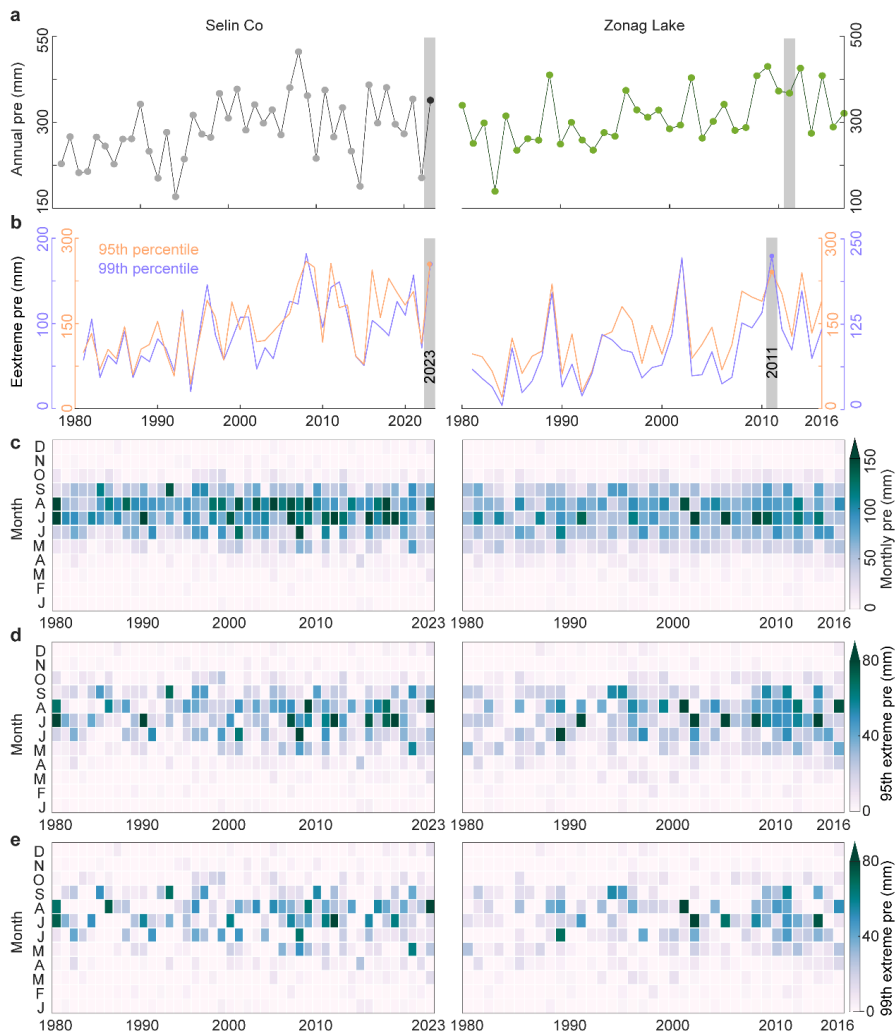 a
Selin Co
Zonag Lake
550
300
150
Annual pre (mm)
500
300
100
b
200
100
0
Eextreme pre (mm)
300
150
0
95th percentile
99th percentile
2023
2011
300
150
0
250
125
0
1980 1990 2000 2010 2020
1980 1990 2000 2010 2016
c
D
N
O
S
A
J
J
M
A
M
F
J
Month
1980 1990 2000 2010 2023
1980 1990 2000 2010 2016
150
100
50
0
Monthly pre (mm)
d
D
N
O
S
A
J
J
M
A
M
F
J
Month
1980 1990 2000 2010 2023
1980 1990 2000 2010 2016
80
40
0
95th extreme pre (mm)
e
D
N
O
S
A
J
J
M
A
M
F
J
Month
1980 1990 2000 2010 2023
1980 1990 2000 2010 2016
80
40
0
99th extreme pre (mm)